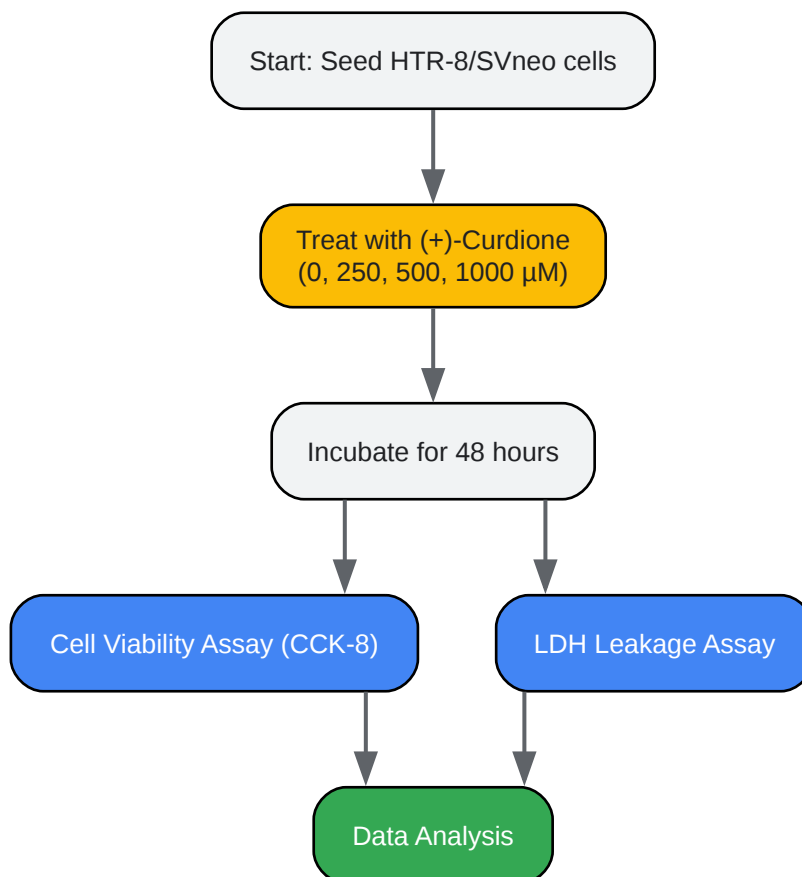 Start: Seed HTR-8/SVneo cells
Treat with (+)-Curdione
(0, 250, 500, 1000 µM)
Incubate for 48 hours
Cell Viability Assay (CCK-8)
LDH Leakage Assay
Data Analysis